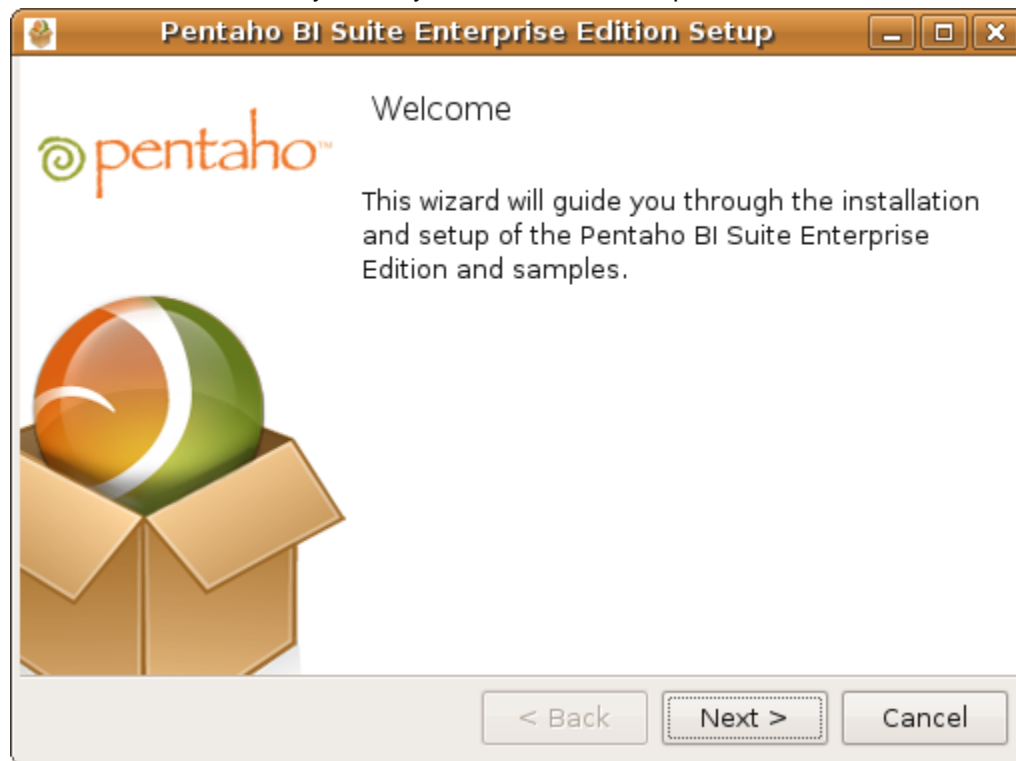 Pentaho BI Suite Enterprise Edition Setup
pentaho™
Welcome
This wizard will guide you through the installation
and setup of the Pentaho BI Suite Enterprise
Edition and samples.
< Back
Next >
Cancel